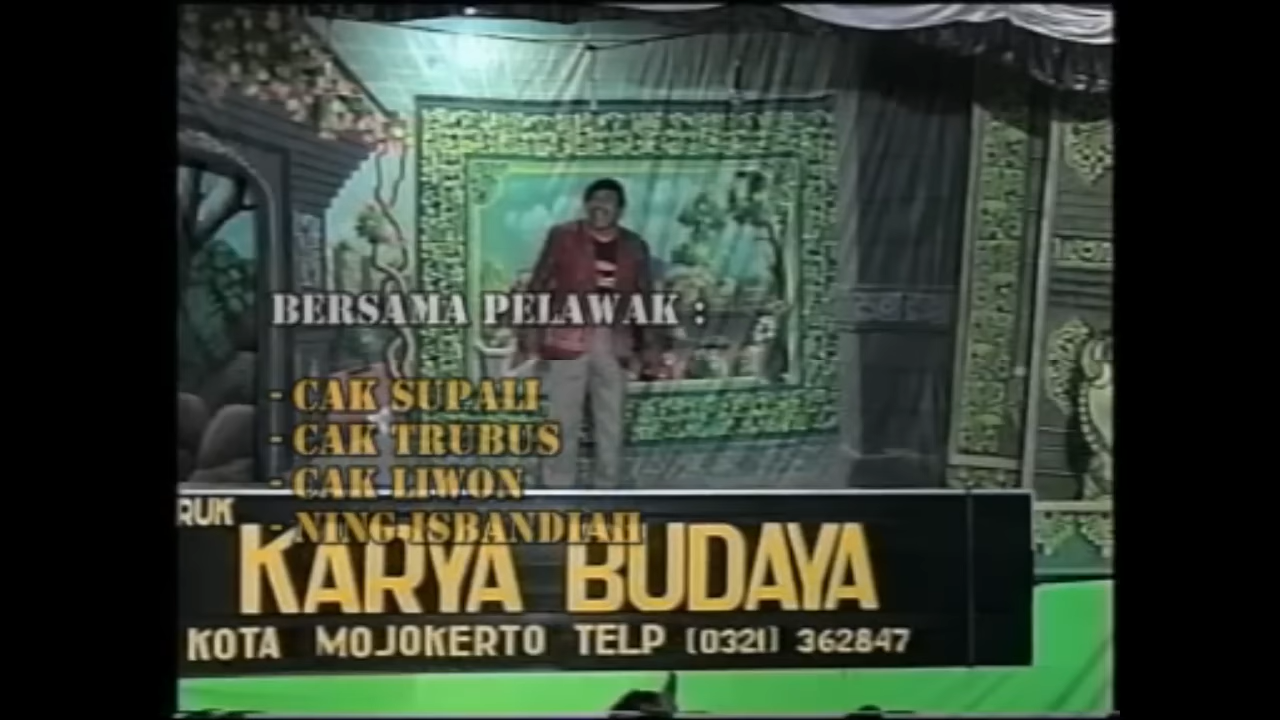 BERSAMA PELAWAK :
- CAK SUPALI
- CAK TRUBUS
- CAK LIWON
- NING ISBANDIAH
RUK
KARYA BUDAYA
KOTA MOJOKERTO TELP (0321) 362847